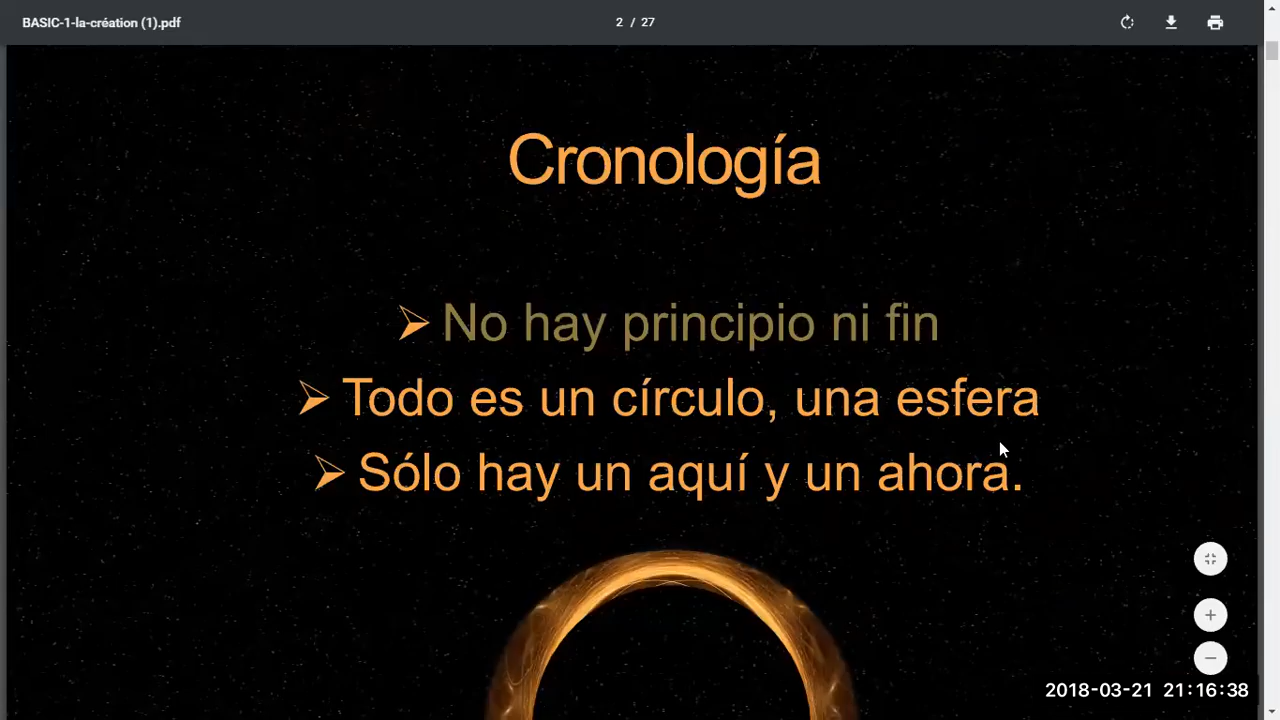 BASIC-1-la-création (1).pdf
2 / 27
Cronología
➢ No hay principio ni fin
➢ Todo es un círculo, una esfera
➢ Sólo hay un aquí y un ahora.
2018-03-21 21:16:38